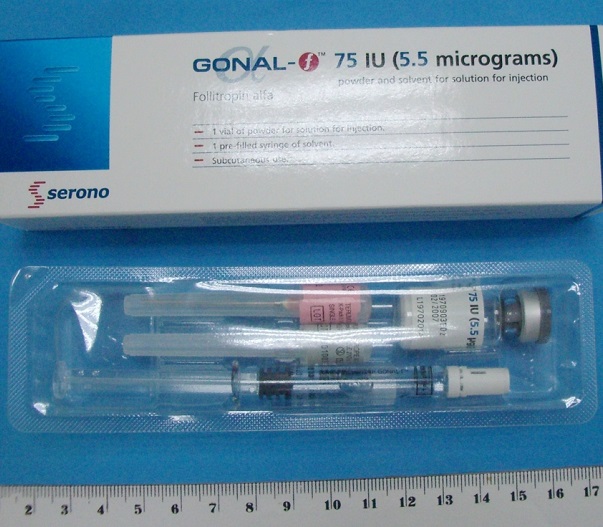 GONAL-f™ 75 IU (5.5 micrograms)
powder and solvent for solution for injection
Follitropin alfa
– 1 vial of powder for solution for injection.
– 1 pre-filled syringe of solvent.
– Subcutaneous use.
serono
75 IU (5.5 µg
2 3 4 5 6 7 8 9 10 11 12 13 14 15 16 17